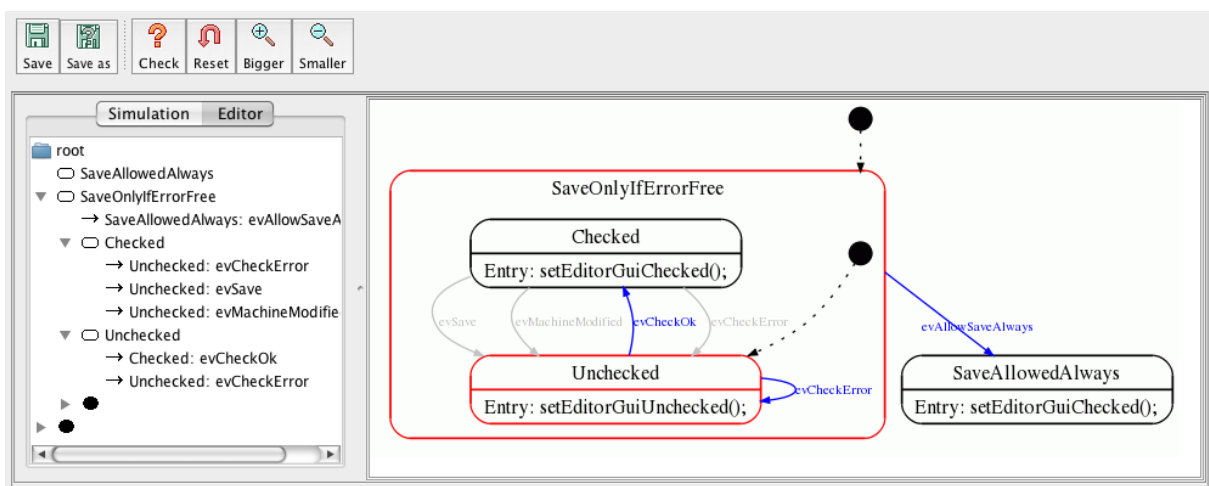 Save Save as Check Reset Bigger Smaller
Simulation Editor
root
SaveAllowedAlways
SaveOnlyIfErrorFree
SaveAllowedAlways: evAllowSaveA
Checked
Unchecked: evCheckError
Unchecked: evSave
Unchecked: evMachineModifie
Unchecked
Checked: evCheckOk
Unchecked: evCheckError
SaveOnlyIfErrorFree
Checked
Entry: setEditorGuiChecked();
evSave evMachineModified evCheckOk evCheckError
evAllowSaveAlways
Unchecked
Entry: setEditorGuiUnchecked();
evCheckError
SaveAllowedAlways
Entry: setEditorGuiChecked();